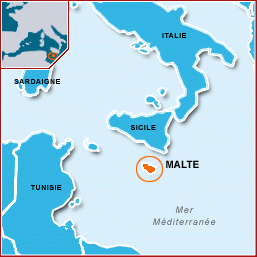 ITALIE
SARDAIGNE
SICILE
MALTE
TUNISIE
Mer
Méditerranée